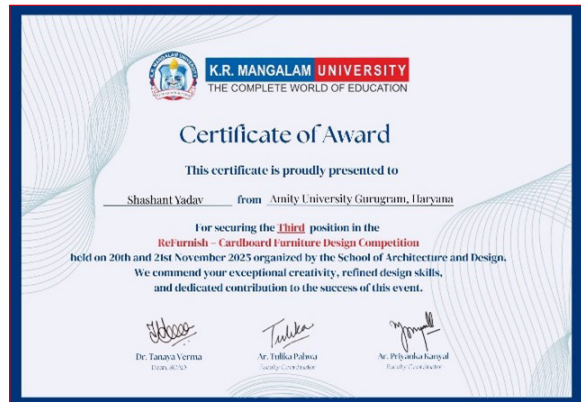 K.R. MANGALAM UNIVERSITY
THE COMPLETE WORLD OF EDUCATION
Certificate of Award
This certificate is proudly presented to
Shashant Yadav from Amity University Gurugram, Haryana
For securing the Third position in the
ReFurnish – Cardboard Furniture Design Competition
held on 20th and 21st November 2025 organized by the School of Architecture and Design.
We commend your exceptional creativity, refined design skills,
and dedicated contribution to the success of this event.
Tulika
Dr. Tanaya Verma Ar. Tulika Pahwa Ar. Priyanka Kanyal
Dean, SOAD Faculty Coordinator Faculty Coordinator